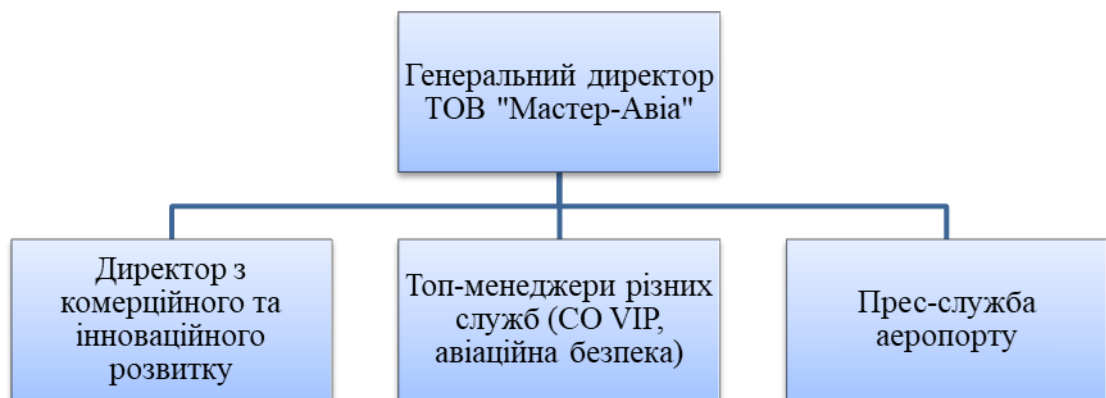 Генеральний директор
ТОВ "Мастер-Авіа"
Директор з
комерційного та
інноваційного
розвитку
Топ-менеджери різних
служб (СО VIP,
авіаційна безпека)
Прес-служба
аеропорту